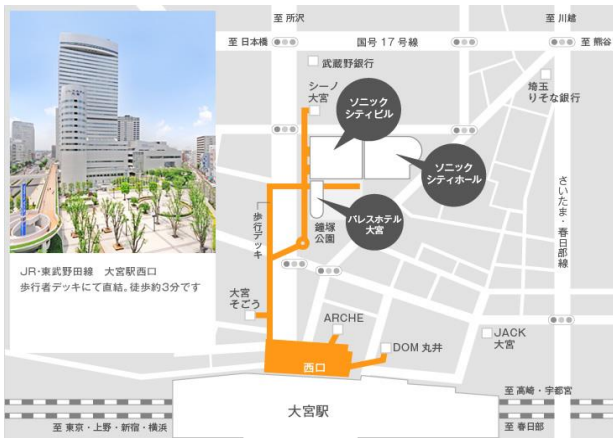 至 所沢
至 川越
至 日本橋
国号 17 号線
至 熊谷
武蔵野銀行
シーノ
大宮
ソニック
シティビル
埼玉
りそな銀行
ソニック
シティホール
パレスホテル
大宮
鐘塚
公園
歩行デッキ
さいたま・春日部線
JR・東武野田線　大宮駅西口
歩行者デッキにて直結。徒歩約3分です
大宮
そごう
ARCHE
DOM 丸井
JACK
大宮
西口
大宮駅
至 高崎・宇都宮
至 東京・上野・新宿・横浜
至 春日部